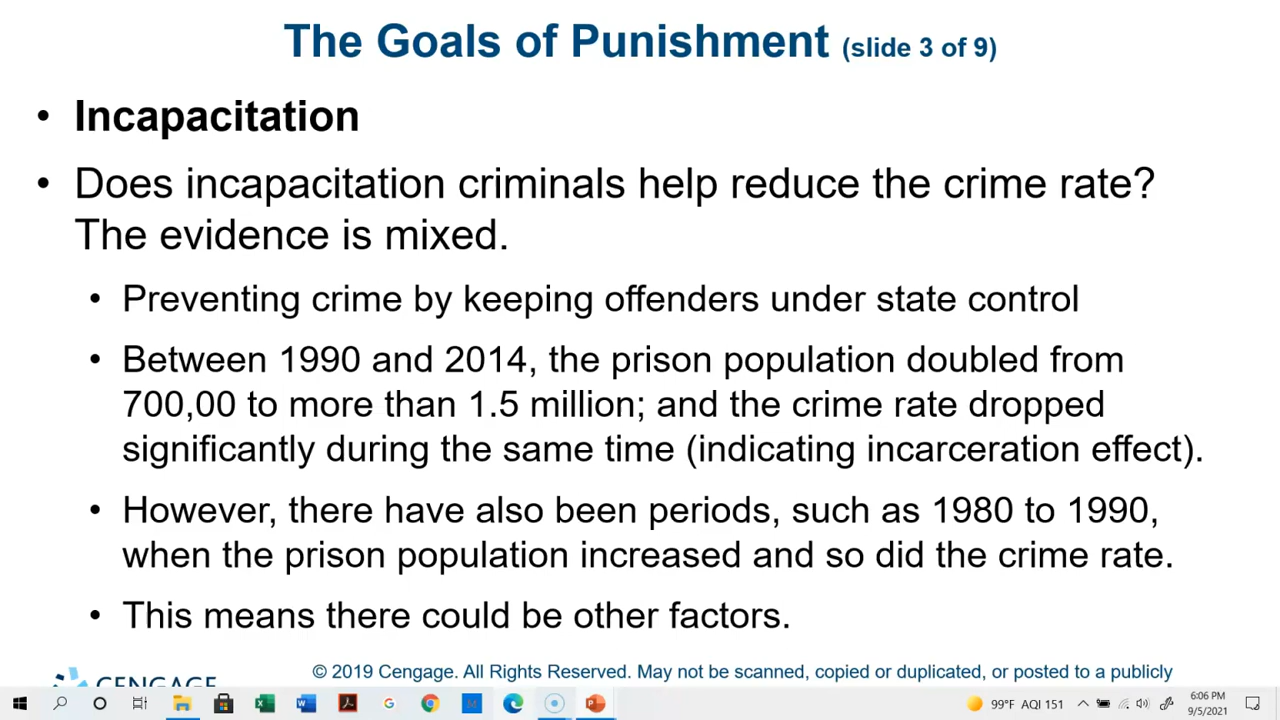 The Goals of Punishment (slide 3 of 9)
• Incapacitation
• Does incapacitation criminals help reduce the crime rate?
The evidence is mixed.
• Preventing crime by keeping offenders under state control
• Between 1990 and 2014, the prison population doubled from
700,00 to more than 1.5 million; and the crime rate dropped
significantly during the same time (indicating incarceration effect).
• However, there have also been periods, such as 1980 to 1990,
when the prison population increased and so did the crime rate.
• This means there could be other factors.
© 2019 Cengage. All Rights Reserved. May not be scanned, copied or duplicated, or posted to a publicly
CENGAGE
99°F AQI 151
6:06 PM
9/5/2021